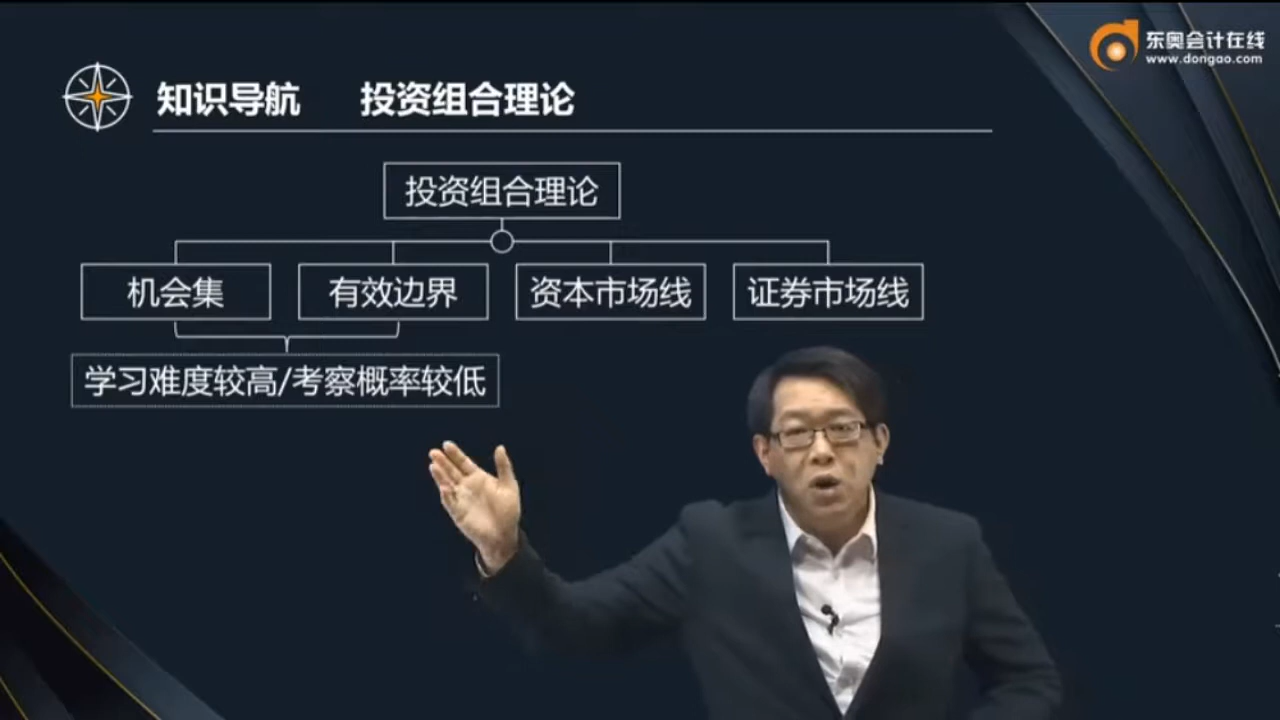 东奥会计在线
www.dongao.com
知识导航 投资组合理论
投资组合理论
机会集 有效边界 资本市场线 证券市场线
学习难度较高/考察概率较低